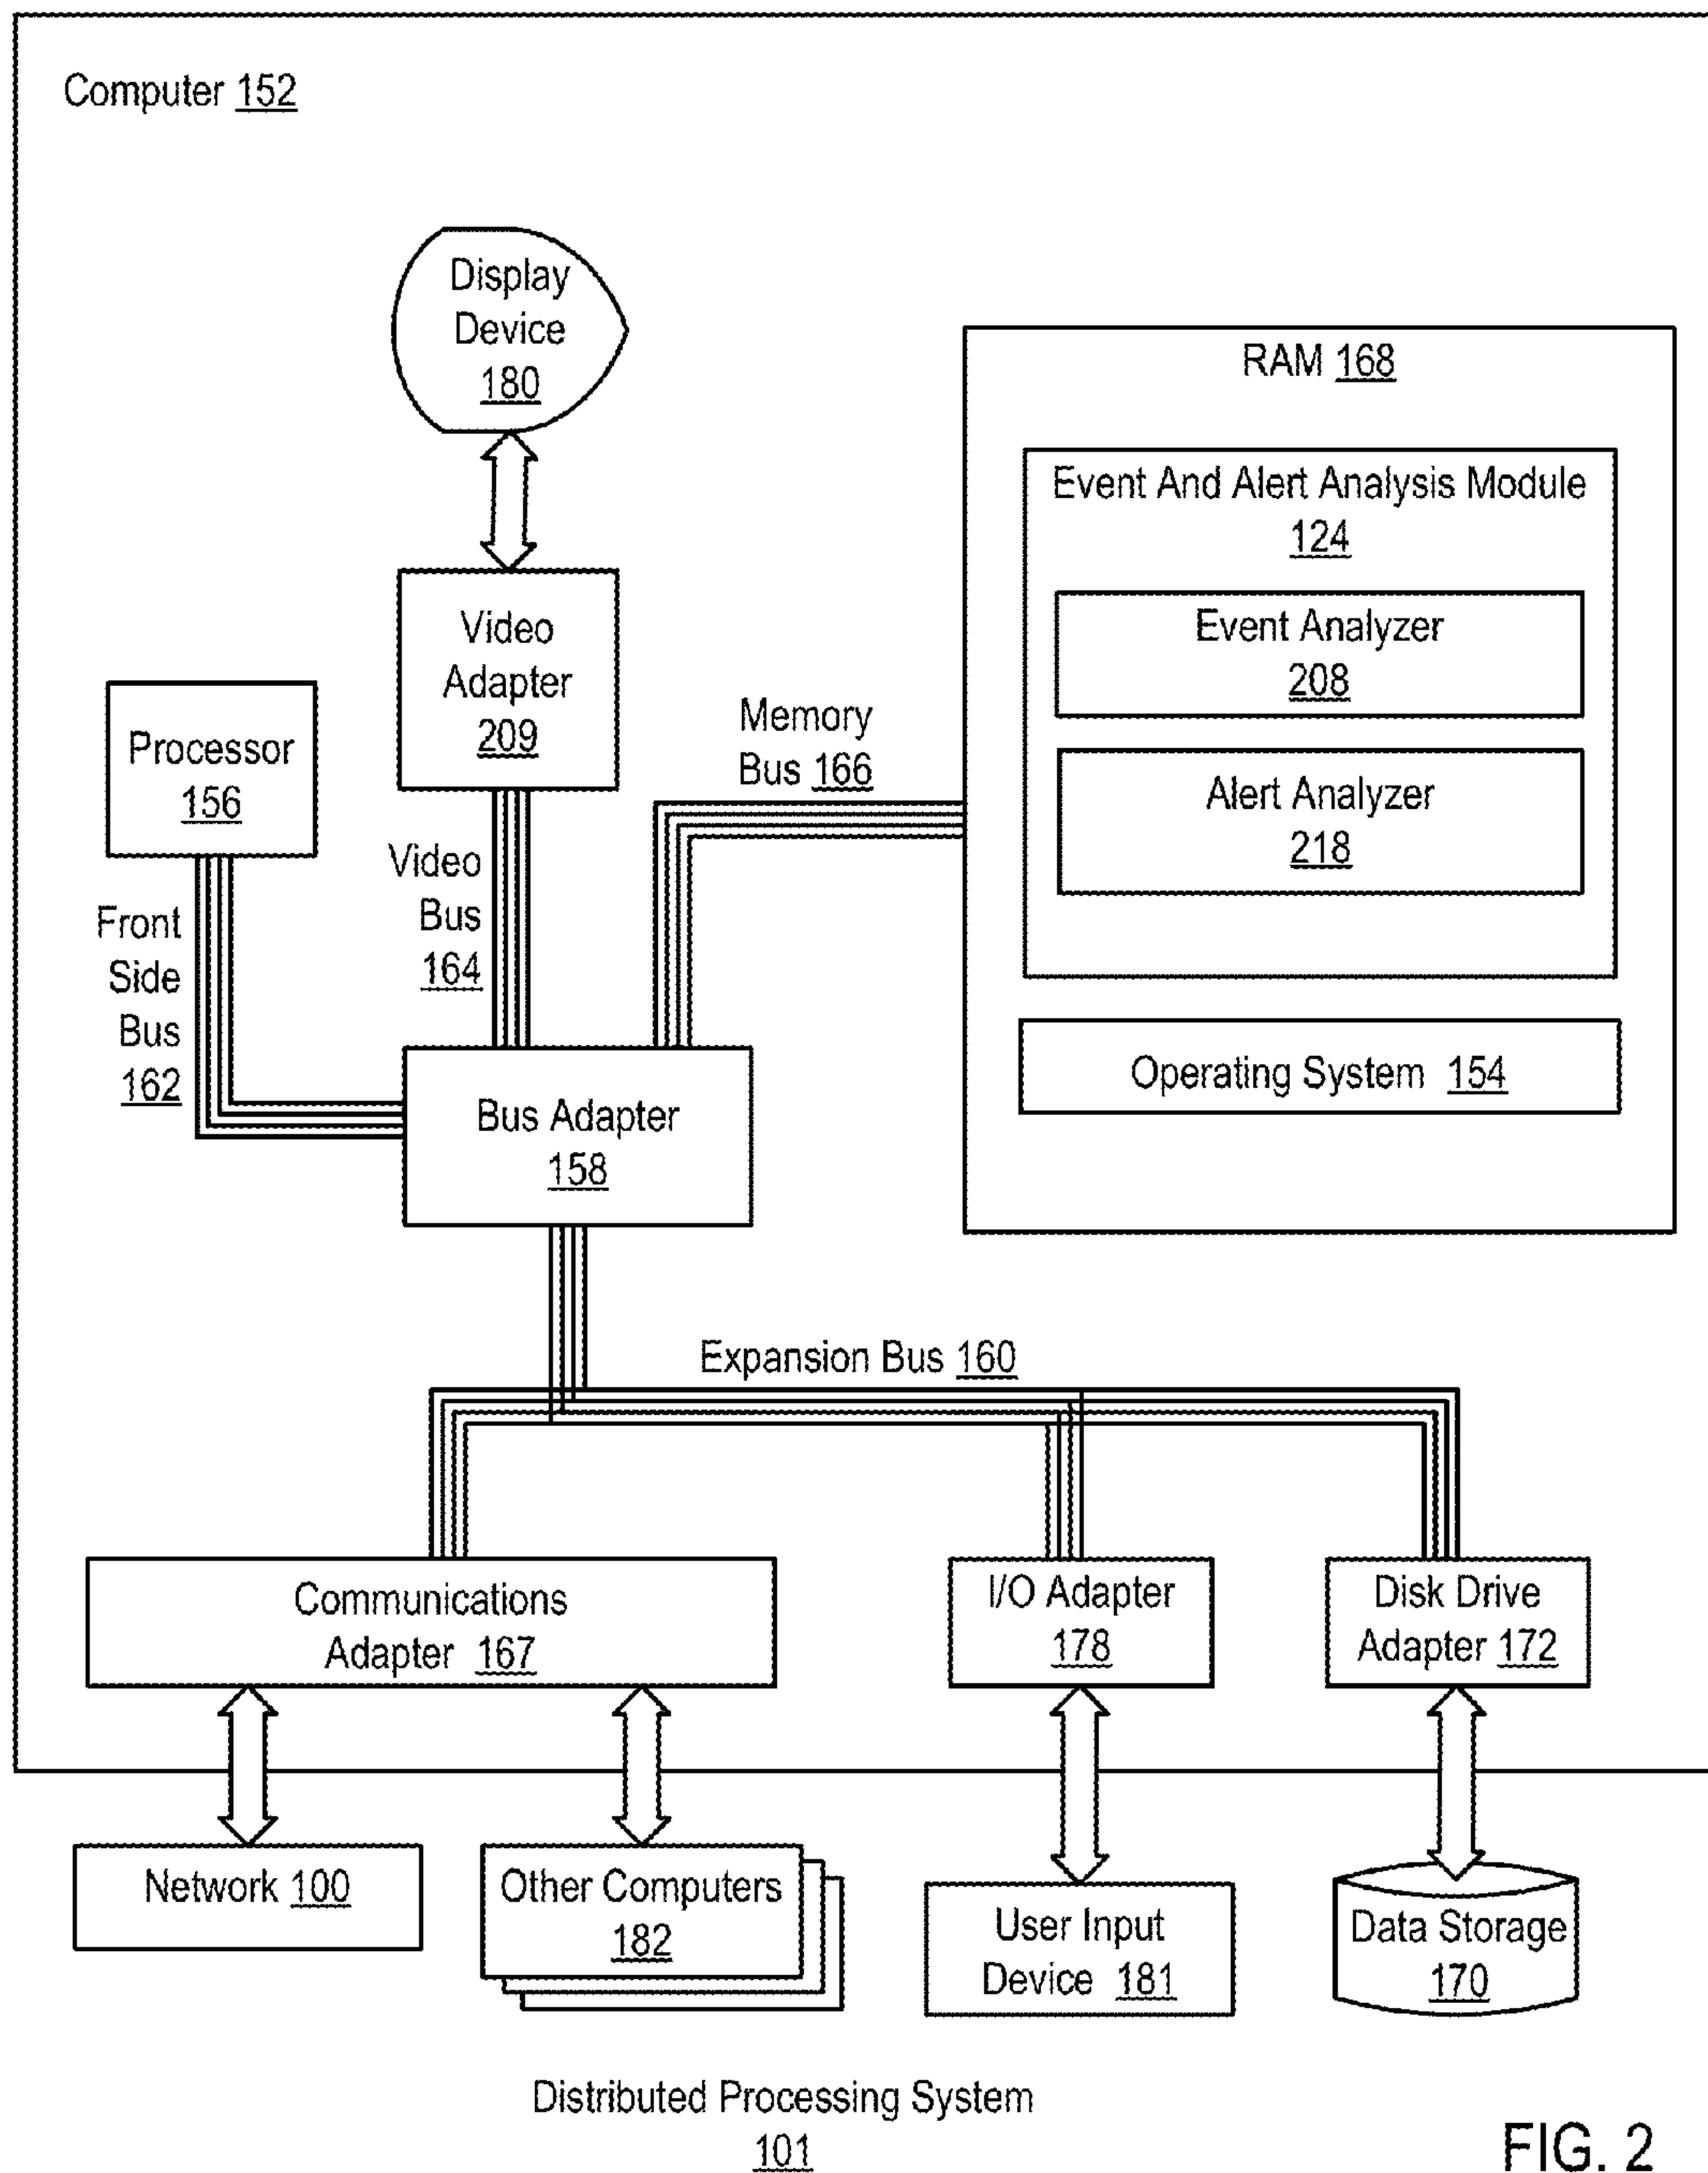 Computer 152
Display
Device
180
RAM 168
Event And Alert Analysis Module
124
Event Analyzer
208
Alert Analyzer
218
Operating System 154
Video
Adapter
209
Processor
156
Memory
Bus 166
Video
Bus
164
Front
Side
Bus
162
Bus Adapter
158
Expansion Bus 160
Communications
Adapter 167
I/O Adapter
178
Disk Drive
Adapter 172
Network 100
Other Computers
182
User Input
Device 181
Data Storage
170
Distributed Processing System
101
FIG. 2